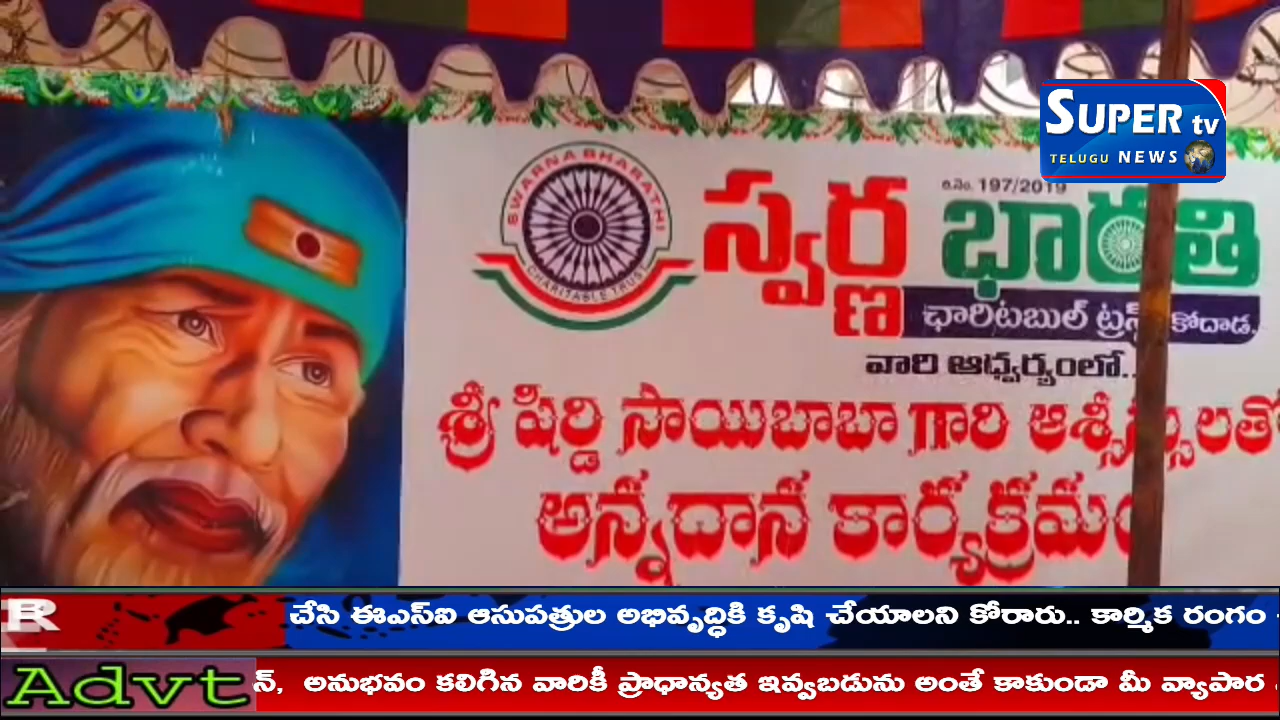 SUPER tv
TELUGU NEWS
SWARNA BHARATHI
CHARITABLE TRUST
ర.నెం. 197/2019
స్వర్ణ భారతి
ఛారిటబుల్ ట్రస్ట్ కోదాడ.
వారి ఆధ్వర్యంలో..
శ్రీ షిర్డి సాయిబాబా గారి ఆశ్సీస్సులతో
అన్నదాన కార్యక్రమం
R చేసి ఈఎస్ఐ ఆసుపత్రుల అభివృద్ధికి కృషి చేయాలని కోరారు.. కార్మిక రంగం
Advt న్, అనుభవం కలిగిన వారికీ ప్రాధాన్యత ఇవ్వబడును అంతే కాకుండా మీ వ్యాపార